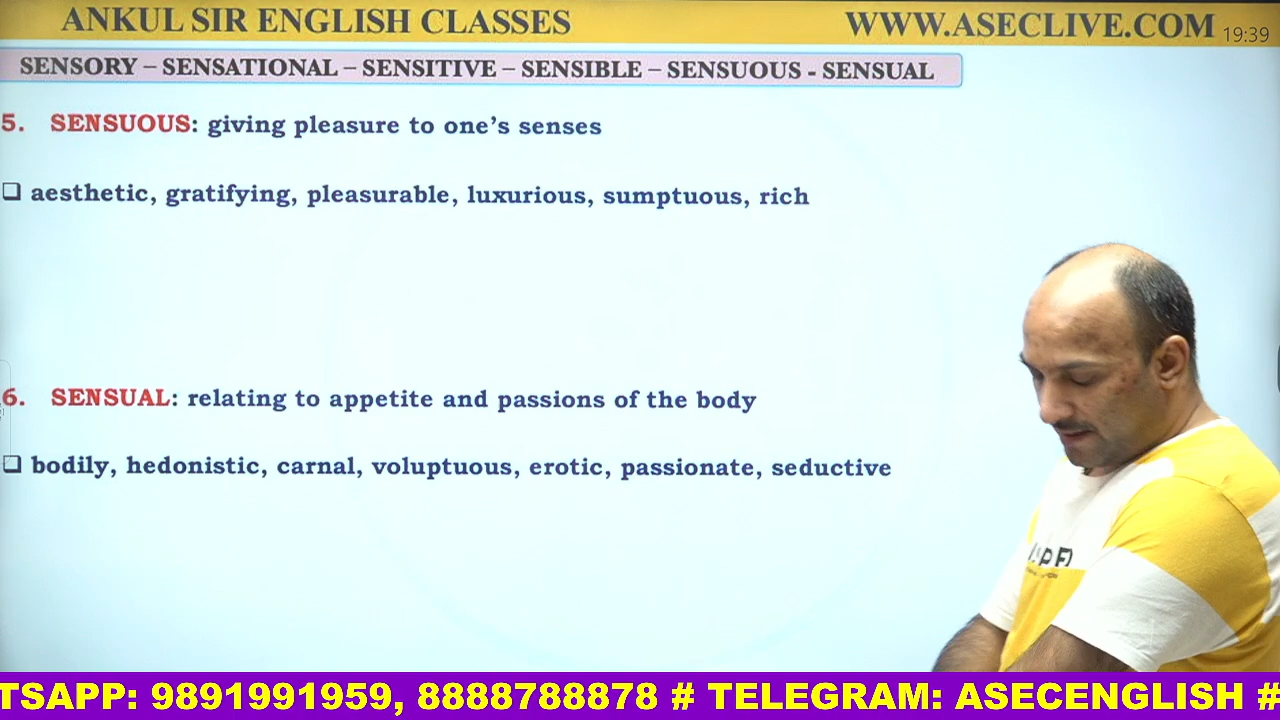 ANKUL SIR ENGLISH CLASSES WWW.ASECLIVE.COM 19:39
SENSORY – SENSATIONAL – SENSITIVE – SENSIBLE – SENSUOUS - SENSUAL
5. SENSUOUS: giving pleasure to one’s senses
❑ aesthetic, gratifying, pleasurable, luxurious, sumptuous, rich
6. SENSUAL: relating to appetite and passions of the body
❑ bodily, hedonistic, carnal, voluptuous, erotic, passionate, seductive
TSAPP: 9891991959, 8888788878 # TELEGRAM: ASECENGLISH #